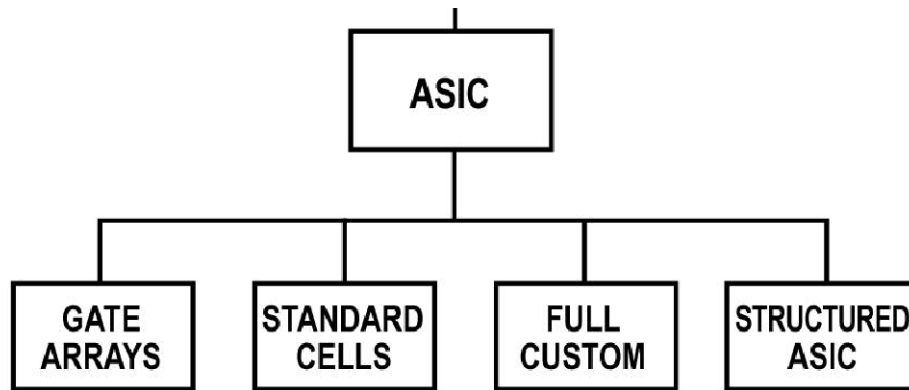 ASIC
GATE
ARRAYS
STANDARD
CELLS
FULL
CUSTOM
STRUCTURED
ASIC